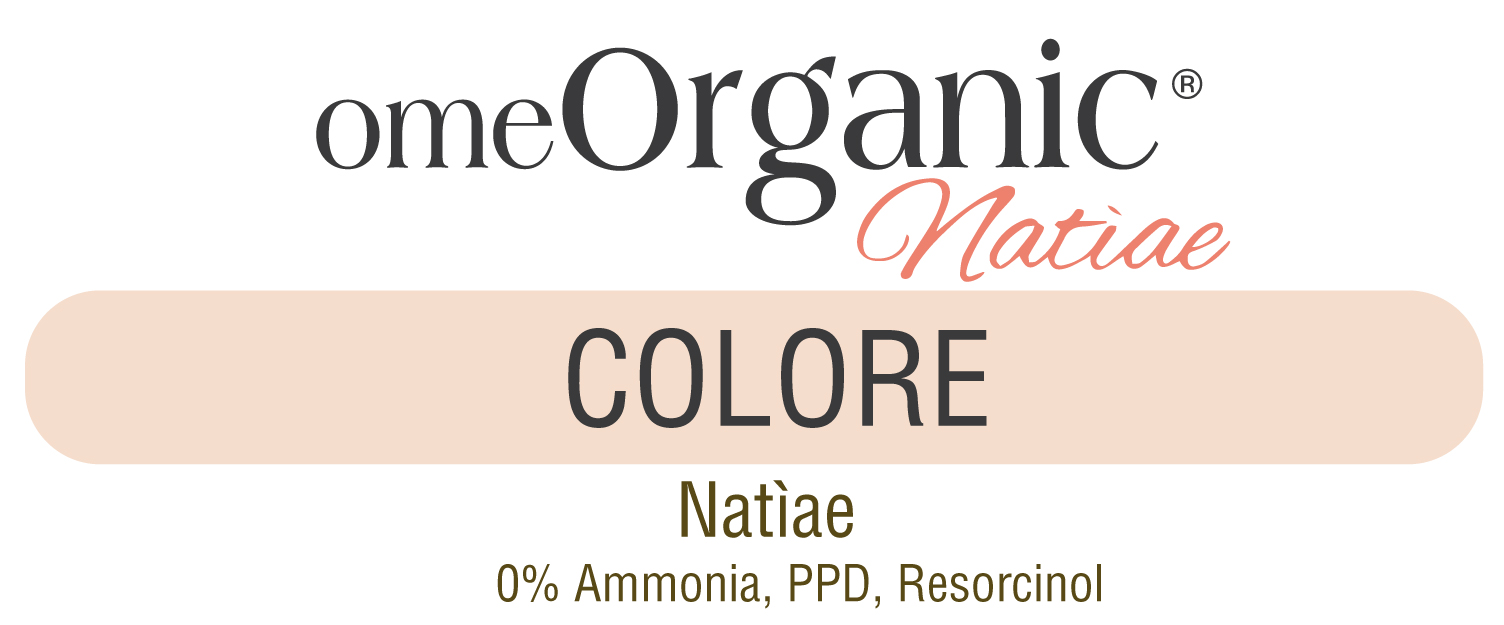 omeOrganic®
Natìae
COLORE
Natìae
0% Ammonia, PPD, Resorcinol